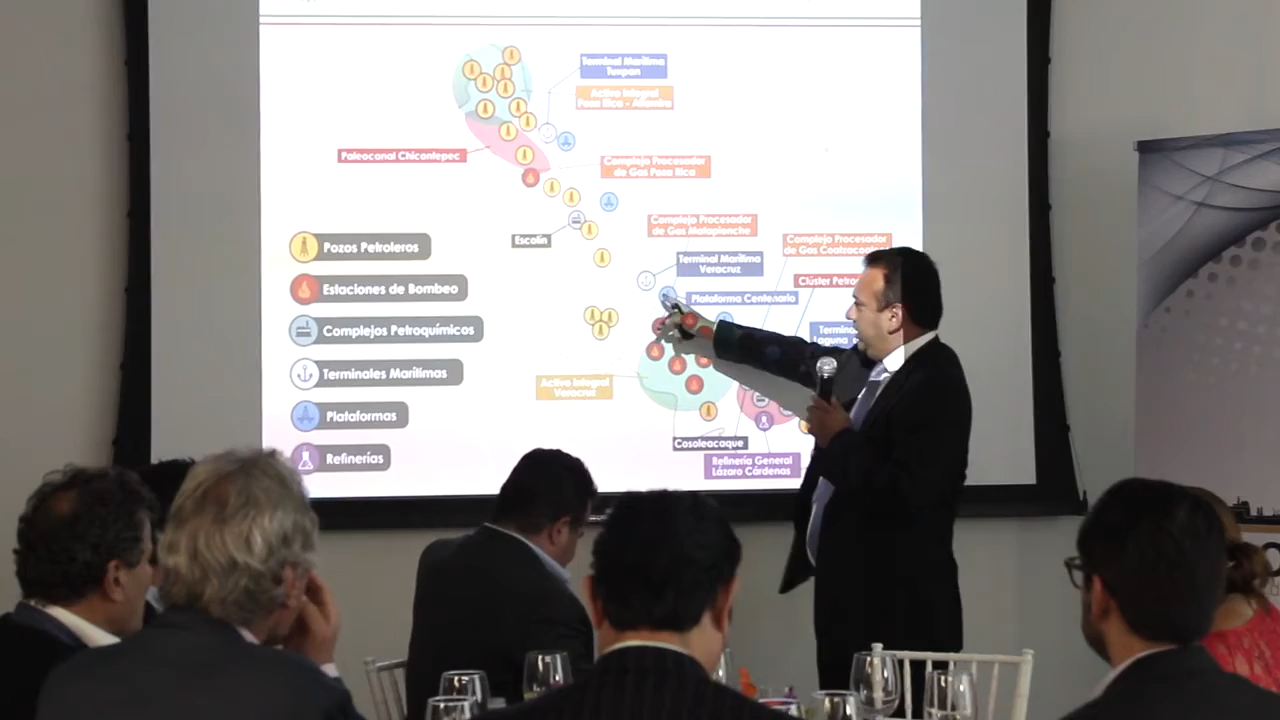 Terminal Marítima
Tuxpan
Activo Integral
Poza Rica - Altamira
Paleocanal Chicontepec
Complejo Procesador
de Gas Poza Rica
Escolín
Complejo Procesador
de Gas Matapionche
Complejo Procesador
de Gas
Terminal Marítima
Veracruz
Clúster
Plataforma Centenario
Laguna
Pozos Petroleros
Estaciones de Bombeo
Complejos Petroquímicos
Terminales Marítimas
Plataformas
Refinerías
Activo Integral
Veracruz
Cosoleacaque
Refinería General
Lázaro Cárdenas